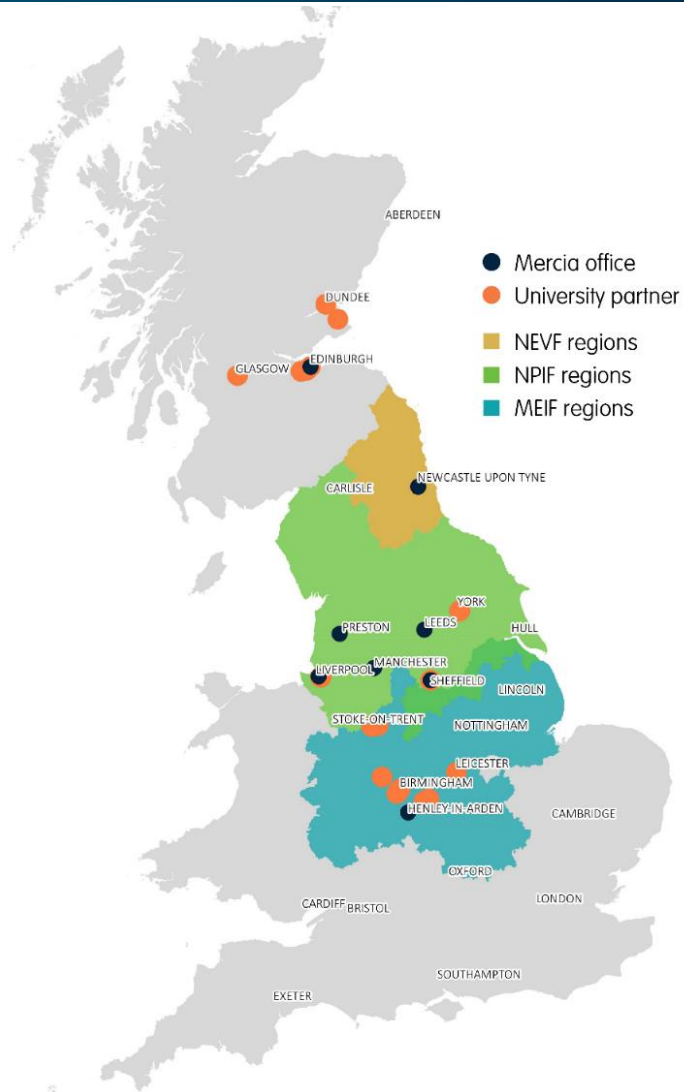 ABERDEEN
Mercia office
University partner
NEVF regions
NPIF regions
MEIF regions
DUNDEE
EDINBURGH
GLASGOW
NEWCASTLE UPON TYNE
CARLISLE
YORK
PRESTON
LEEDS
HULL
MANCHESTER
LIVERPOOL
SHEFFIELD
LINCOLN
STOKE-ON-TRENT
NOTTINGHAM
LEICESTER
BIRMINGHAM
HENLEY-IN-ARDEN
CAMBRIDGE
OXFORD
LONDON
CARDIFF
BRISTOL
SOUTHAMPTON
EXETER